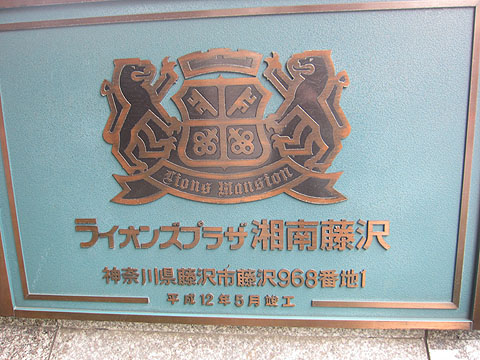 Lions Mansion
ライオンズプラザ湘南藤沢
神奈川県藤沢市藤沢968番地1
平成12年5月竣工